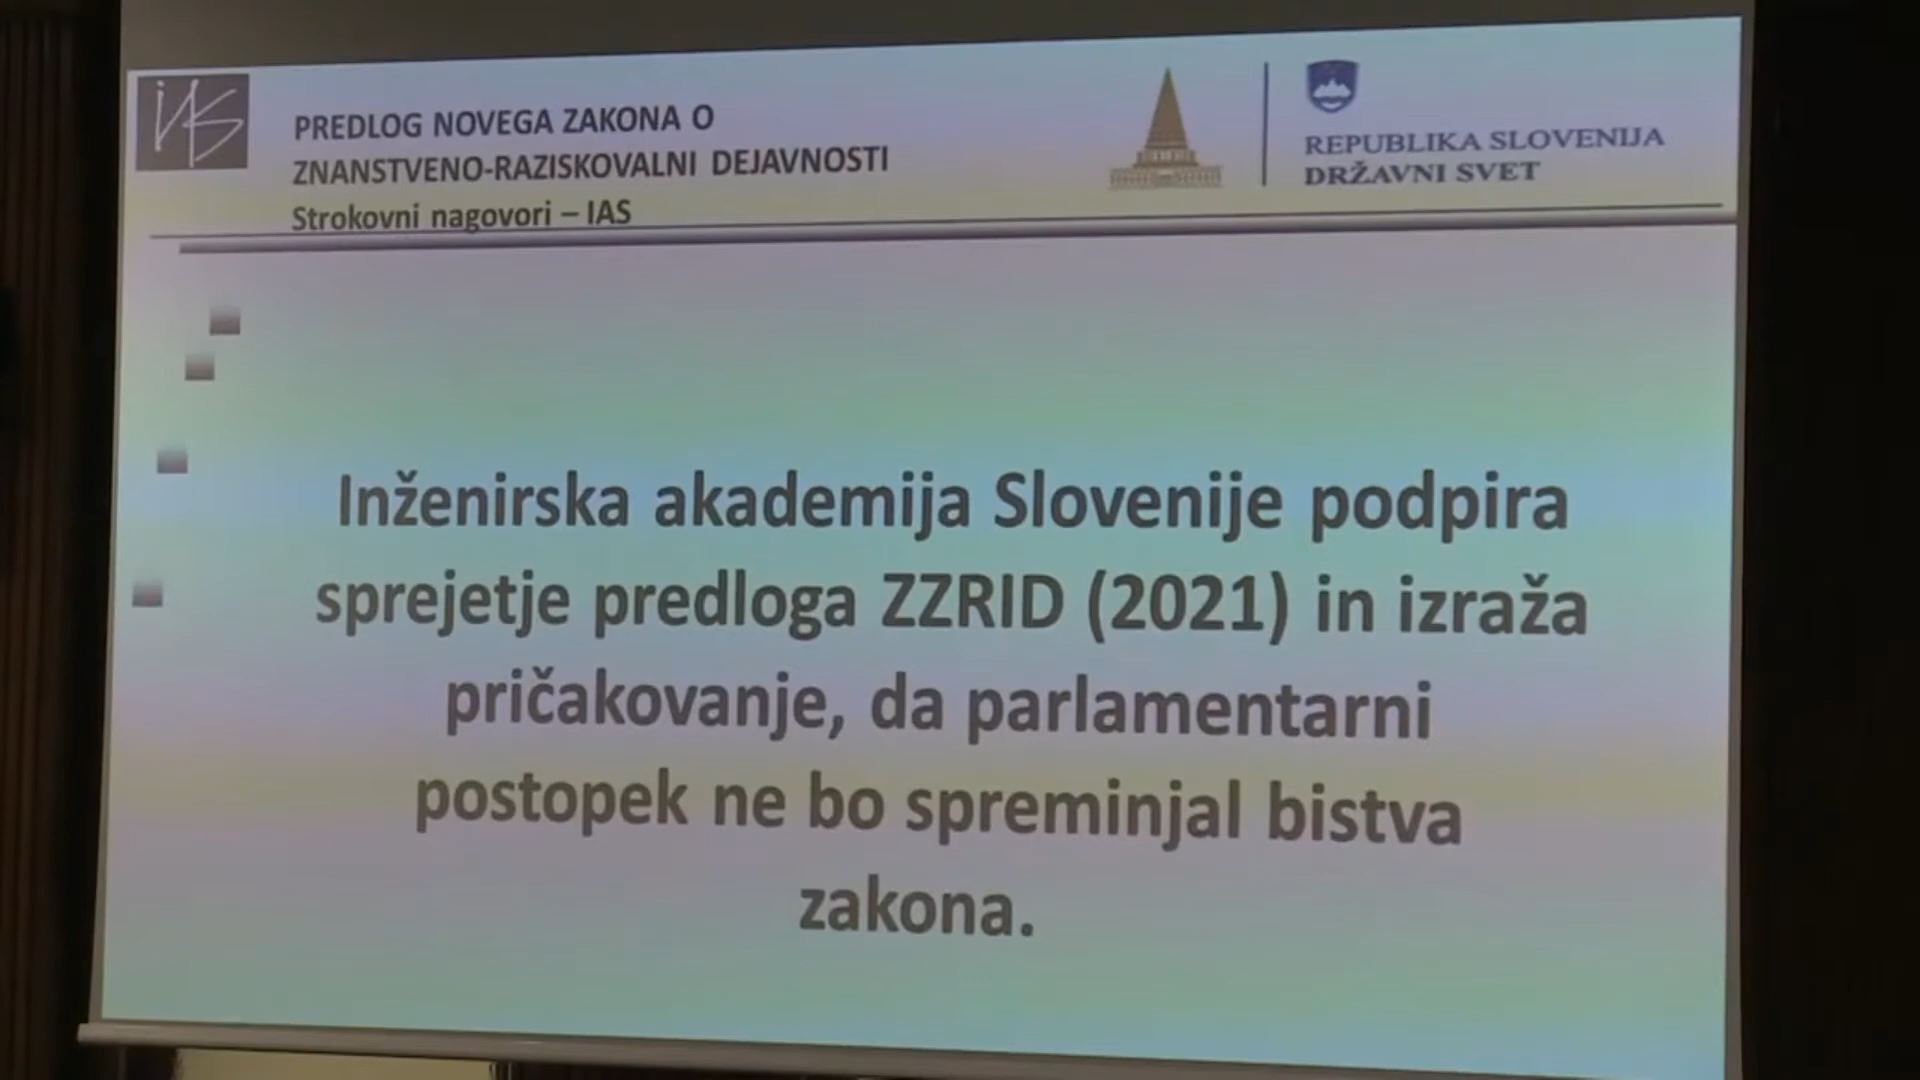 IAS
PREDLOG NOVEGA ZAKONA O
ZNANSTVENO-RAZISKOVALNI DEJAVNOSTI
Strokovni nagovori – IAS
REPUBLIKA SLOVENIJA
DRŽAVNI SVET
Inženirska akademija Slovenije podpira
sprejetje predloga ZZRID (2021) in izraža
pričakovanje, da parlamentarni
postopek ne bo spreminjal bistva
zakona.